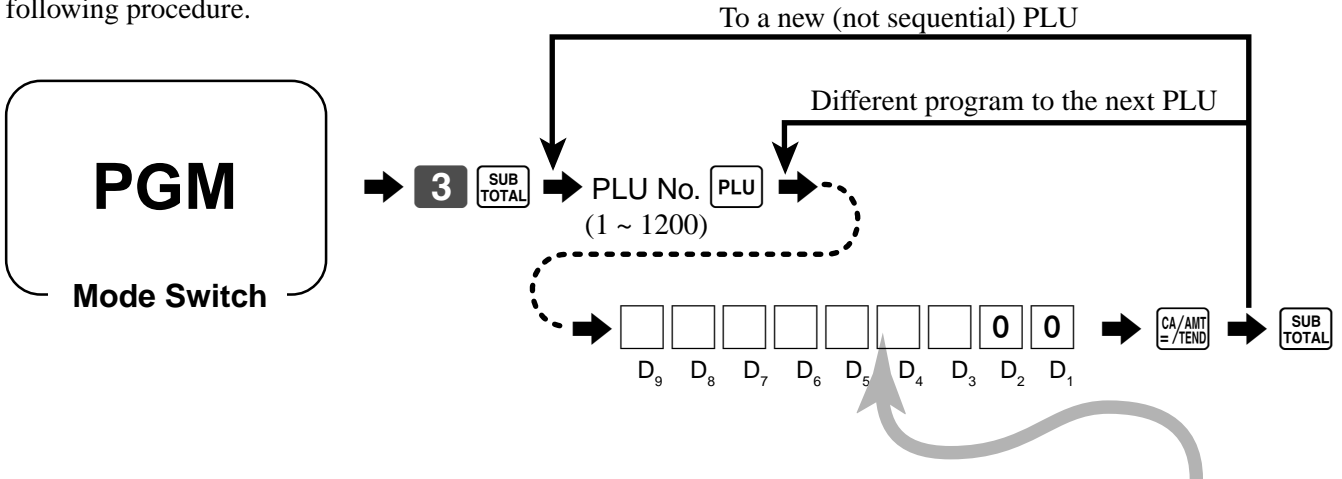 following procedure.
To a new (not sequential) PLU
Different program to the next PLU
PGM
Mode Switch
3 SUB TOTAL PLU No. PLU
(1 ~ 1200)
0 0 CA/AMT =/TEND SUB TOTAL
D9 D8 D7 D6 D5 D4 D3 D2 D1